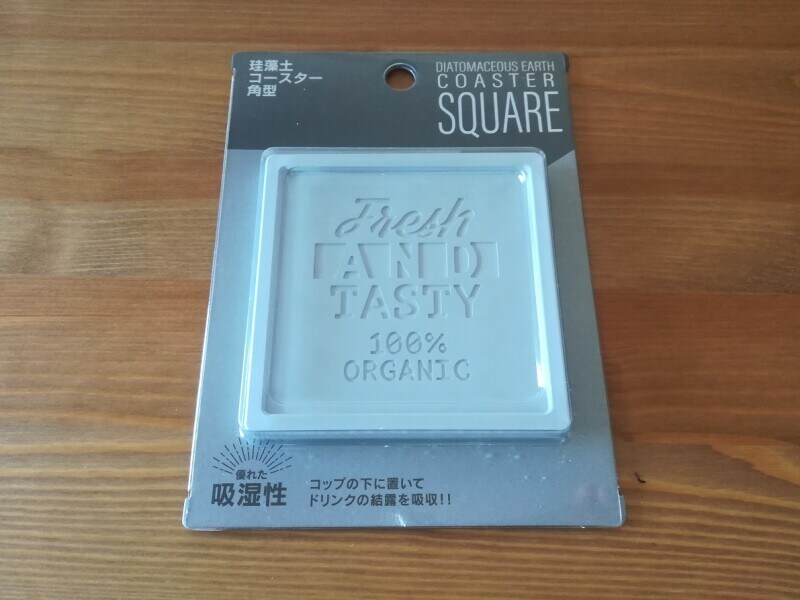 珪藻土
コースター
角型
DIATOMACEOUS EARTH
COASTER
SQUARE
Fresh
AND
TASTY
100%
ORGANIC
優れた
吸湿性
コップの下に置いて
ドリンクの結露を吸収!!